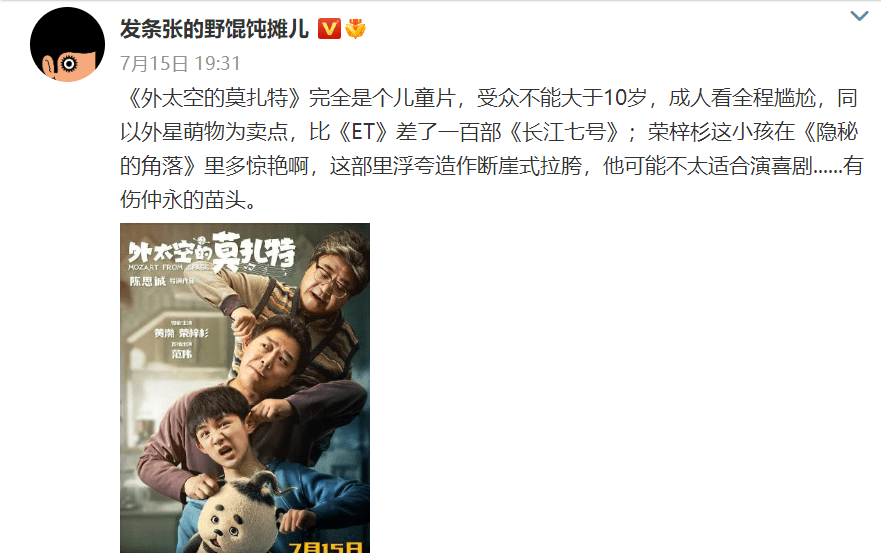 发条张的野馄饨摊儿
7月15日 19:31
《外太空的莫扎特》完全是个儿童片，受众不能大于10岁，成人看全程尴尬，同
以外星萌物为卖点，比《ET》差了一百部《长江七号》；荣梓杉这小孩在《隐秘
的角落》里多惊艳啊，这部里浮夸造作断崖式拉胯，他可能不太适合演喜剧......有
伤仲永的苗头。
外太空的莫扎特
MOZART FROM SPACE
陈思诚 导演作品
黄渤 荣梓杉
范伟
7月15日